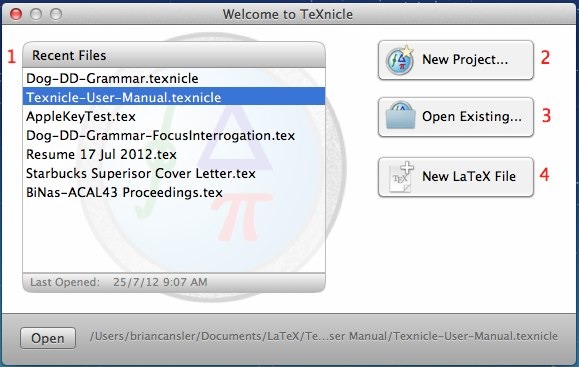 Welcome to TeXnicle
1
Recent Files
Dog-DD-Grammar.texnicle
Texnicle-User-Manual.texnicle
AppleKeyTest.tex
Dog-DD-Grammar-FocusInterrogation.tex
Resume 17 Jul 2012.tex
Starbucks Superisor Cover Letter.tex
BiNas-ACAL43 Proceedings.tex
Last Opened: 25/7/12 9:07 AM
New Project... 2
Open Existing... 3
TEX New LaTeX File 4
Open /Users/briancansler/Documents/LaTeX/Te...ser Manual/Texnicle-User-Manual.texnicle